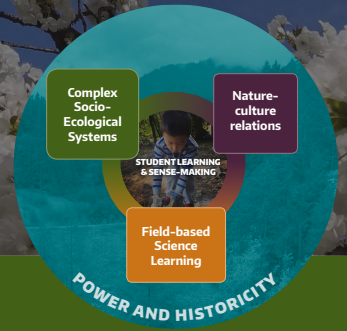 Complex
Socio-
Ecological
Systems
Nature-
culture
relations
STUDENT LEARNING
& SENSE-MAKING
Field-based
Science
Learning
POWER AND HISTORICITY